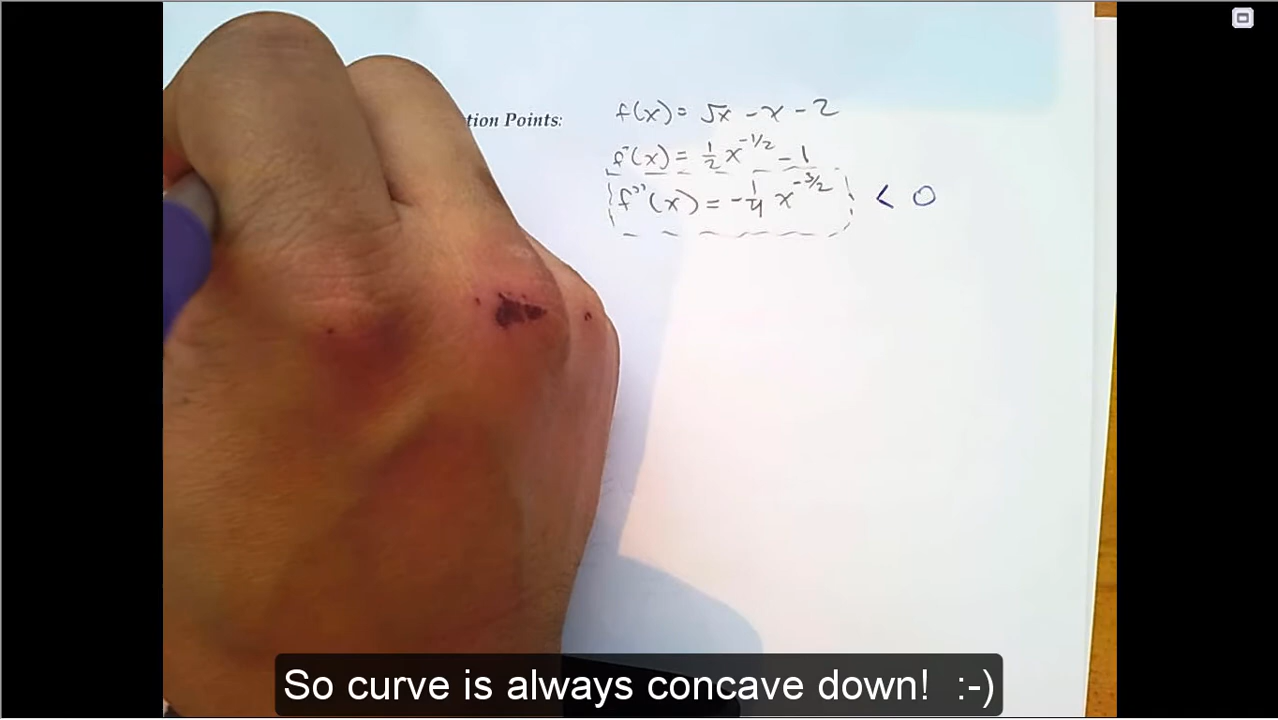 tion Points:
f(x) = √x - x - 2
f'(x) = 1/2 x^-1/2 - 1
f''(x) = -1/4 x^-3/2 < 0
So curve is always concave down! :-)